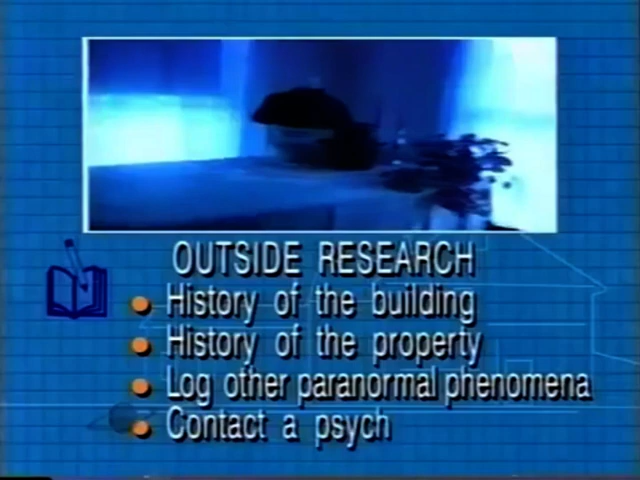 OUTSIDE RESEARCH
History of the building
History of the property
Log other paranormal phenomena
Contact a psych